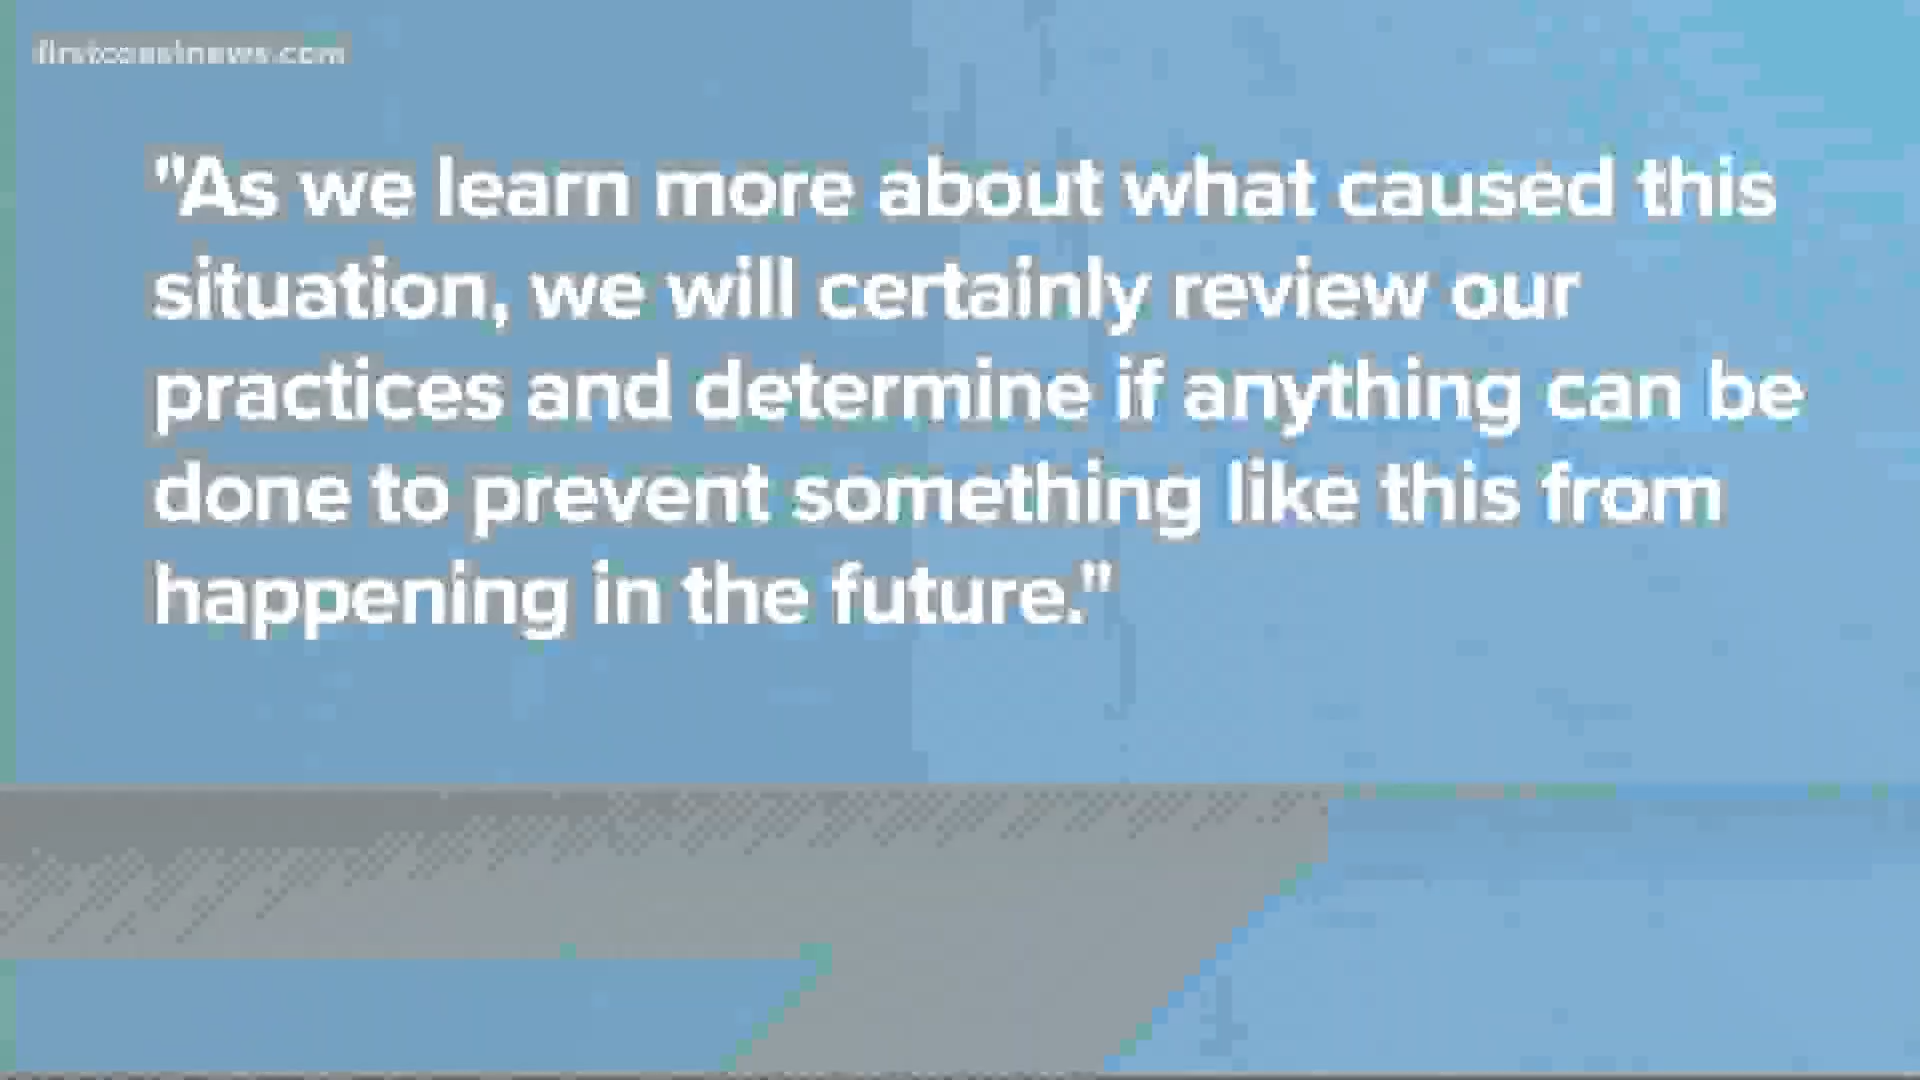 firstcoastnews.com
"As we learn more about what caused this
situation, we will certainly review our
practices and determine if anything can be
done to prevent something like this from
happening in the future."